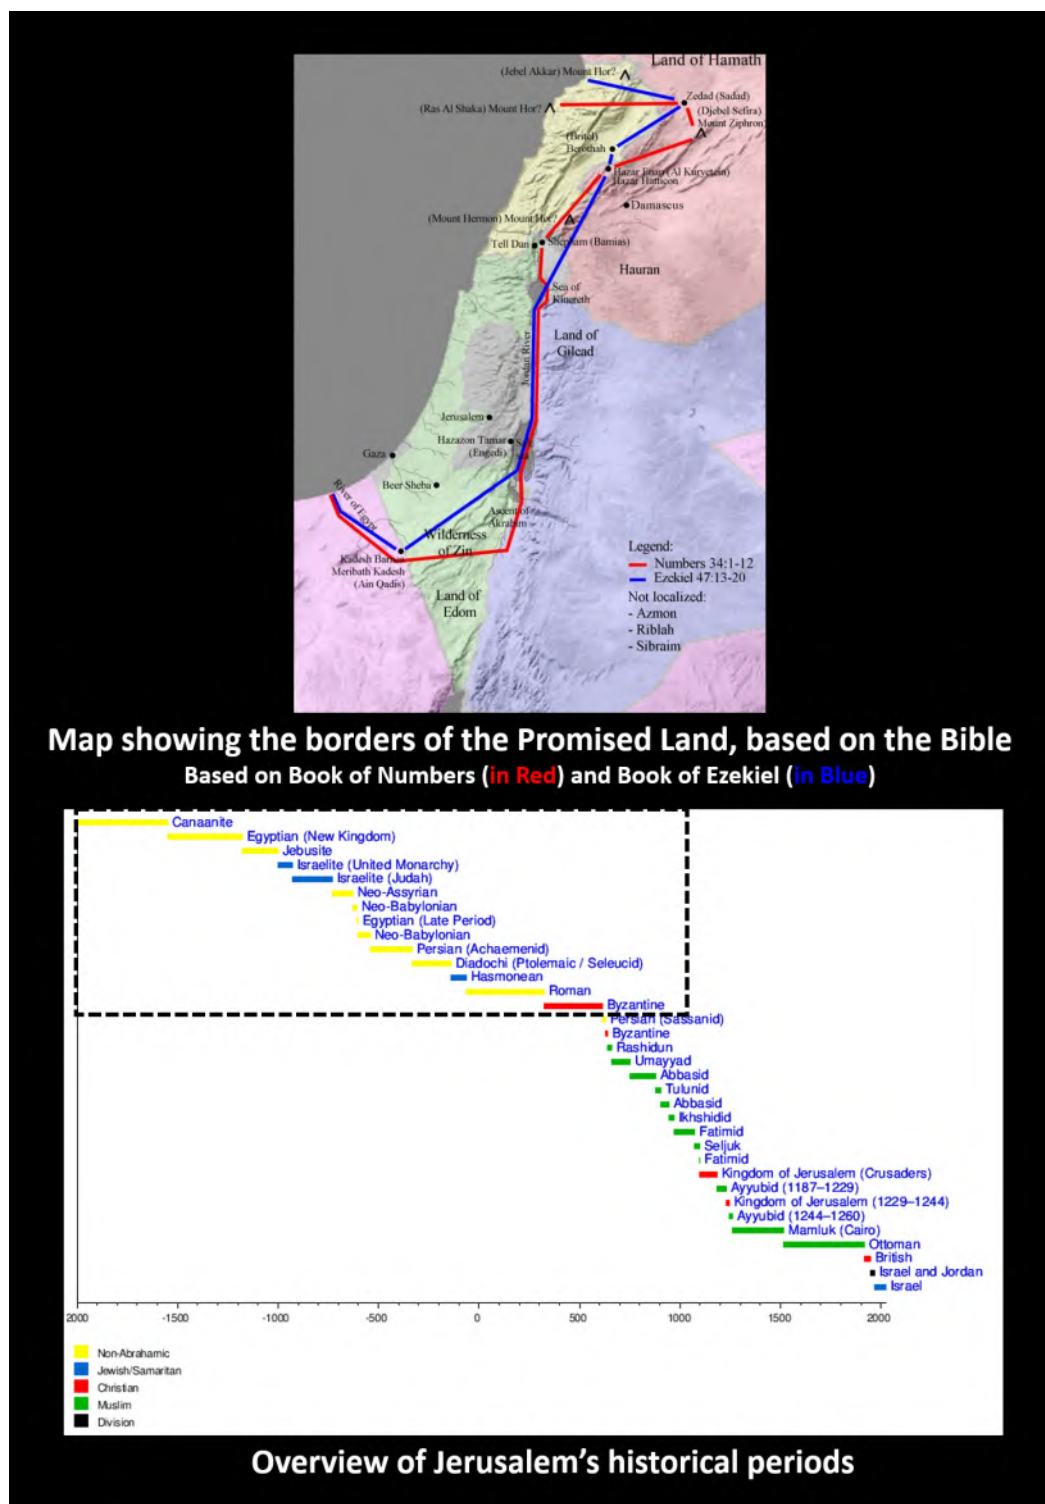 Land of Hamath
(Jebel Akkar) Mount Hor?
Zedad (Sadad)
(Ras Al Shaka) Mount Hor?
(Djebel Sefira)
Mount Ziphron
(Britel)
Berothah
Hazar Enan (Al Kuryetein)
Hazar Hatticon
Damascus
(Mount Hermon) Mount Hor?
Tell Dan
Shepham (Bamias)
Hauran
Sea of
Kinereth
Land of
Gilead
Jordan River
Jerusalem
Hazazon Tamar
(Engedi)
Gaza
Beer Sheba
River of Egypt
Ascent of
Akrabim
Wilderness
of Zin
Kadesh Barnea
Meribath Kadesh
(Ain Qadis)
Land of
Edom
Legend:
Numbers 34:1-12
Ezekiel 47:13-20
Not localized:
- Azmon
- Riblah
- Sibraim
Map showing the borders of the Promised Land, based on the Bible
Based on Book of Numbers (in Red) and Book of Ezekiel (in Blue)
Canaanite
Egyptian (New Kingdom)
Jebusite
Israelite (United Monarchy)
Israelite (Judah)
Neo-Assyrian
Neo-Babylonian
Egyptian (Late Period)
Neo-Babylonian
Persian (Achaemenid)
Diadochi (Ptolemaic / Seleucid)
Hasmonean
Roman
Byzantine
Persian (Sassanid)
Byzantine
Rashidun
Umayyad
Abbasid
Tulunid
Abbasid
Ikhshidid
Fatimid
Seljuk
Fatimid
Kingdom of Jerusalem (Crusaders)
Ayyubid (1187–1229)
Kingdom of Jerusalem (1229–1244)
Ayyubid (1244–1260)
Mamluk (Cairo)
Ottoman
British
Israel and Jordan
Israel
2000 -1500 -1000 -500 0 500 1000 1500 2000
Non-Abrahamic
Jewish/Samaritan
Christian
Muslim
Division
Overview of Jerusalem's historical periods